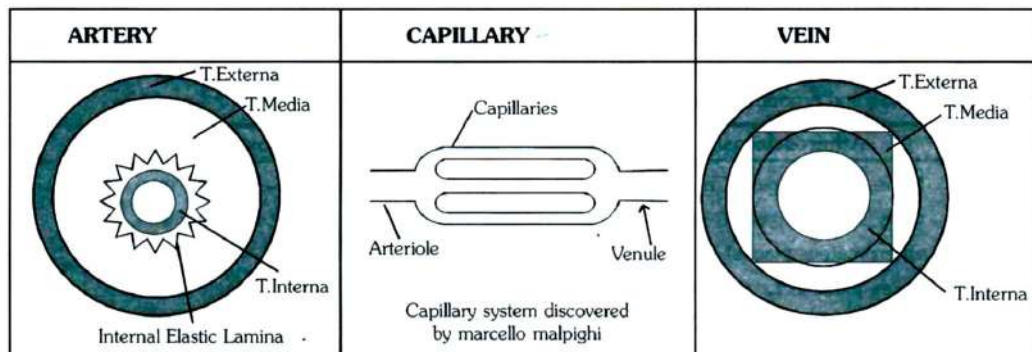 ARTERY
T.Externa
T.Media
T.Interna
Internal Elastic Lamina
CAPILLARY
Capillaries
Arteriole
Venule
Capillary system discovered
by marcello malpighi
VEIN
T.Externa
T.Media
T.Interna